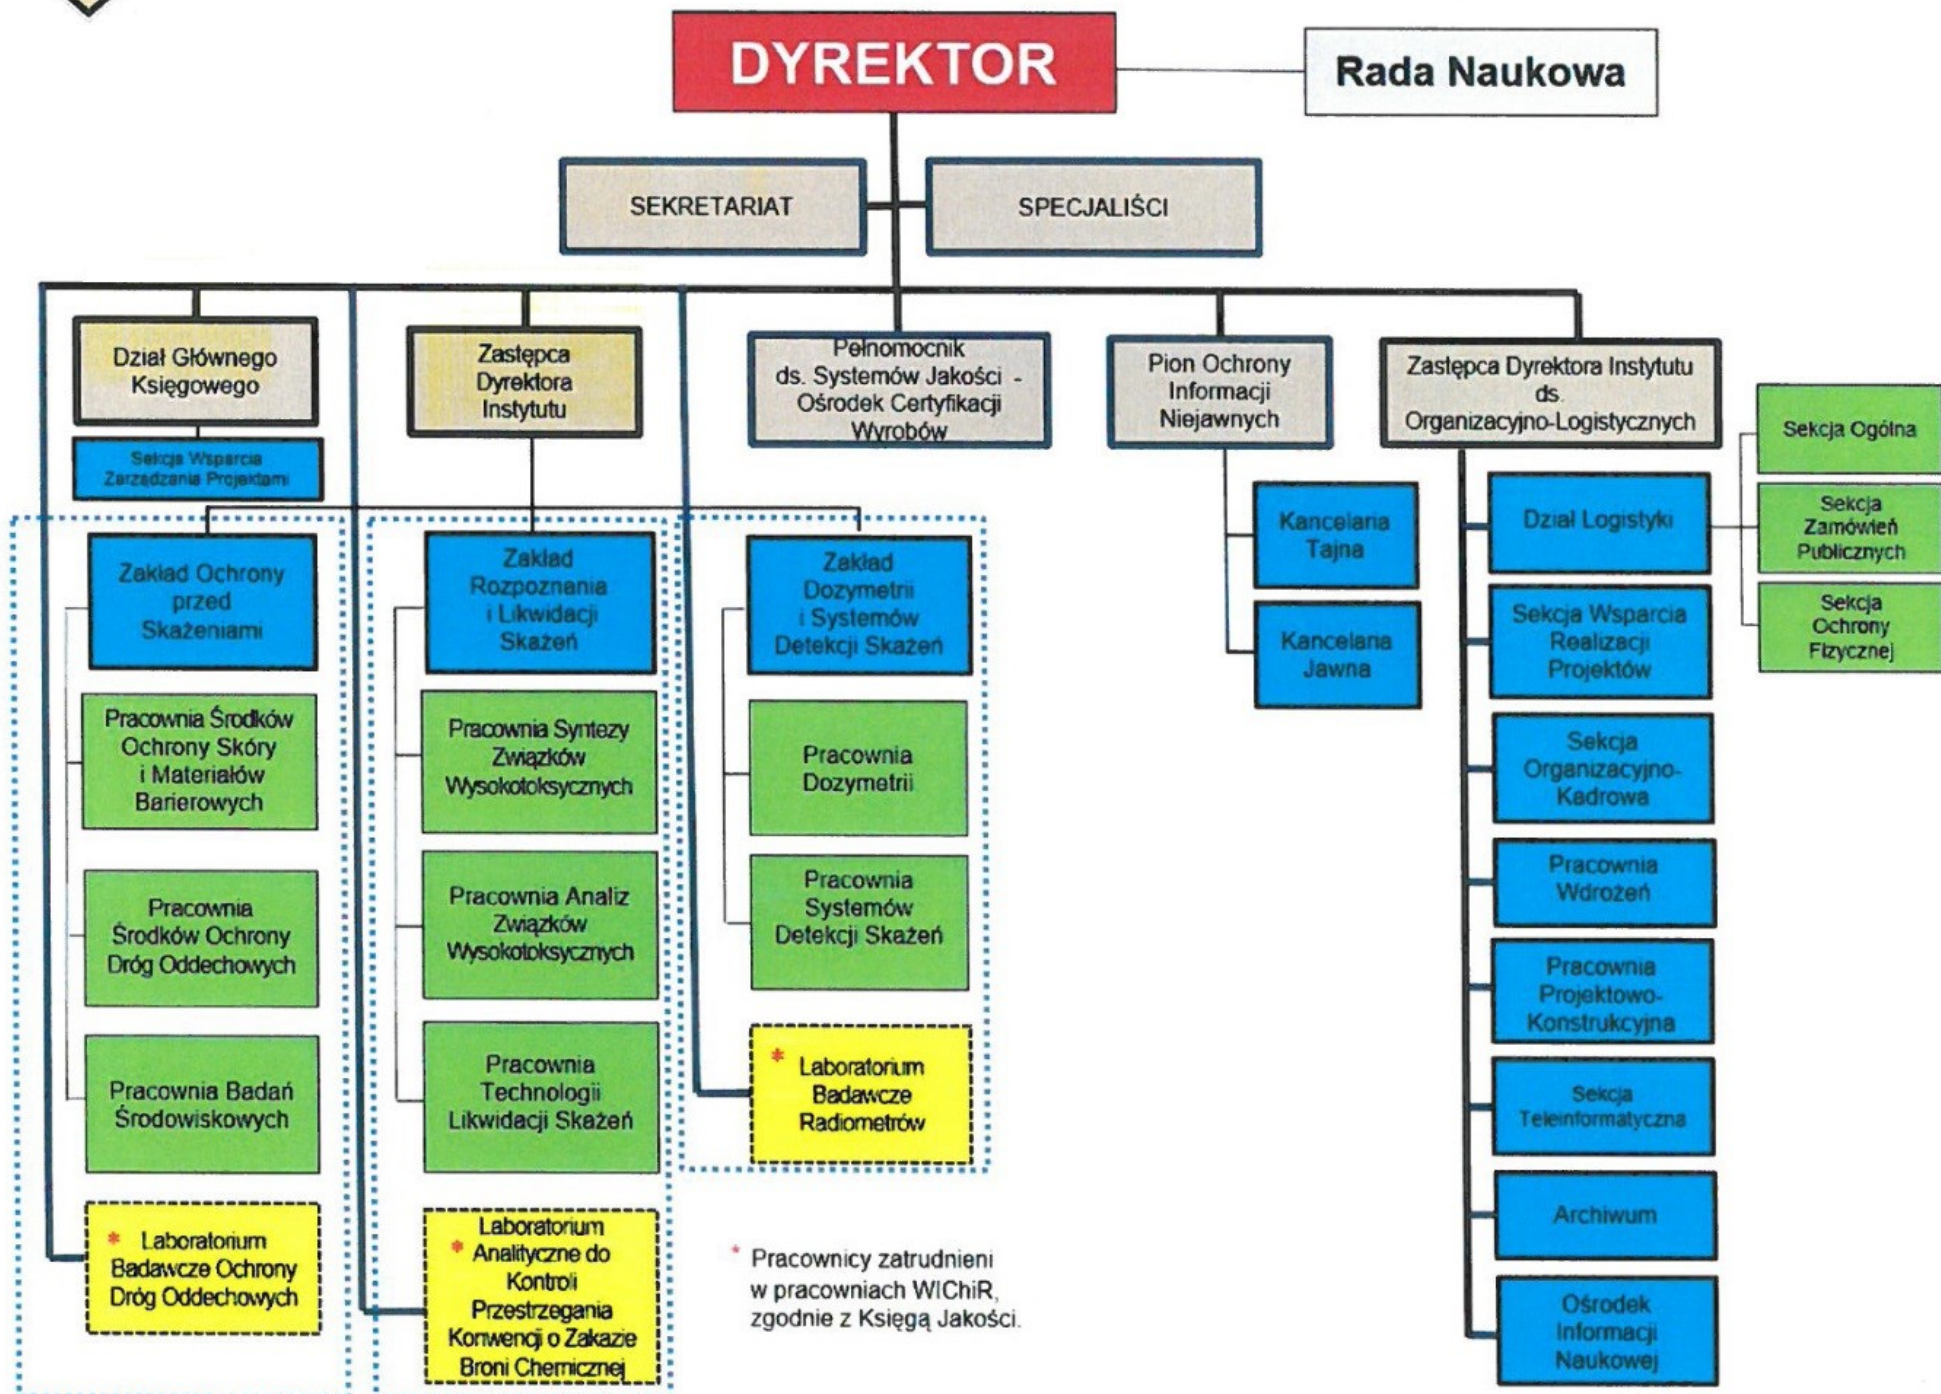 DYREKTOR
Rada Naukowa
SEKRETARIAT
SPECJALIŚCI
Dział Głównego
Księgowego
Sekcja Wsparcia
Zarządzania Projektami
Zastępca
Dyrektora
Instytutu
Pełnomocnik
ds. Systemów Jakości -
Ośrodek Certyfikacji
Wyrobów
Pion Ochrony
Informacji
Niejawnych
Zastępca Dyrektora Instytutu
ds.
Organizacyjno-Logistycznych
Sekcja Ogólna
Sekcja
Zamówień
Publicznych
Sekcja
Ochrony
Fizycznej
Zakład Ochrony
przed
Skażeniami
Pracownia Środków
Ochrony Skóry
i Materiałów
Barierowych
Pracownia
Środków Ochrony
Dróg Oddechowych
Pracownia Badań
Środowiskowych
* Laboratorium
Badawcze Ochrony
Dróg Oddechowych
Zakład
Rozpoznania
i Likwidacji
Skażeń
Pracownia Syntezy
Związków
Wysokotoksycznych
Pracownia Analiz
Związków
Wysokotoksycznych
Pracownia
Technologii
Likwidacji Skażeń
Laboratorium
* Analityczne do
Kontroli
Przestrzegania
Konwencji o Zakazie
Broni Chemicznej
Zakład
Dozymetrii
i Systemów
Detekcji Skażeń
Pracownia
Dozymetrii
Pracownia
Systemów
Detekcji Skażeń
* Laboratorium
Badawcze
Radiometrów
Kancelaria
Tajna
Kancelaria
Jawna
Dział Logistyki
Sekcja Wsparcia
Realizacji
Projektów
Sekcja
Organizacyjno-
Kadrowa
Pracownia
Wdrożeń
Pracownia
Projektowo-
Konstrukcyjna
Sekcja
Teleinformatyczna
Archiwum
Ośrodek
Informacji
Naukowej
* Pracownicy zatrudnieni
w pracowniach WIChiR,
zgodnie z Księgą Jakości.